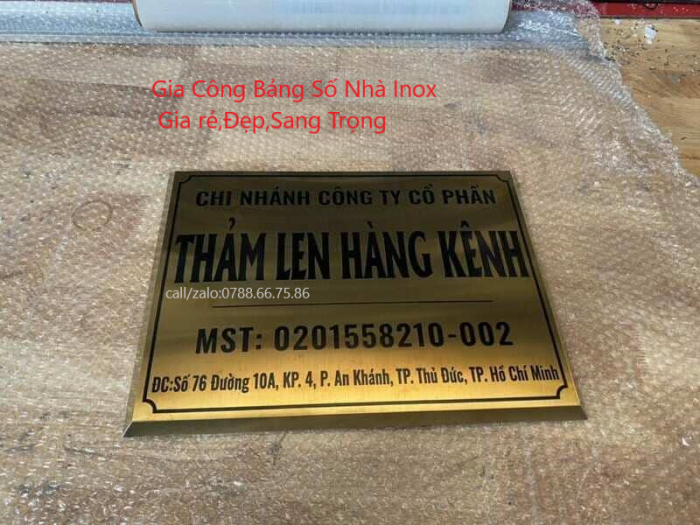 Gia Công Bảng Số Nhà Inox
Gia rẻ,Đẹp,Sang Trọng
CHI NHÁNH CÔNG TY CỔ PHẦN
THẢM LEN HÀNG KÊNH
call/zalo:0788.66.75.86
MST: 0201558210-002
ĐC:Số 76 Đường 10A, KP. 4, P. An Khánh, TP. Thủ Đức, TP. Hồ Chí Minh